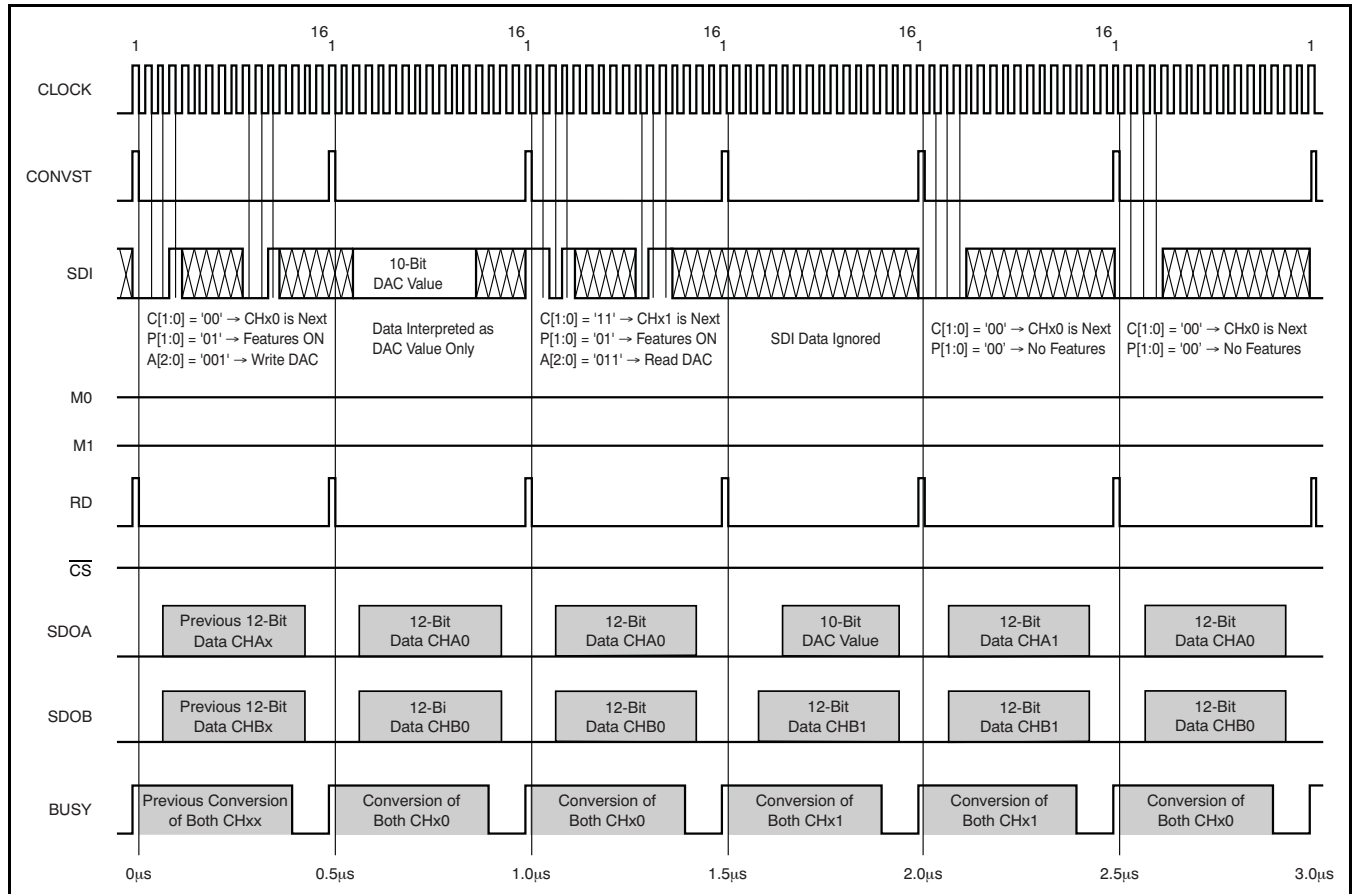 16 16 16 16 16
1 1 1 1 1 1 1
CLOCK
CONVST
SDI
10-Bit
DAC Value
C[1:0] = '00' → CHx0 is Next
P[1:0] = '01' → Features ON
A[2:0] = '001' → Write DAC
Data Interpreted as
DAC Value Only
C[1:0] = '11' → CHx1 is Next
P[1:0] = '01' → Features ON
A[2:0] = '011' → Read DAC
SDI Data Ignored
C[1:0] = '00' → CHx0 is Next
P[1:0] = '00' → No Features
C[1:0] = '00' → CHx0 is Next
P[1:0] = '00' → No Features
M0
M1
RD
CS
SDOA
Previous 12-Bit
Data CHAx
12-Bit
Data CHA0
12-Bit
Data CHA0
10-Bit
DAC Value
12-Bit
Data CHA1
12-Bit
Data CHA0
SDOB
Previous 12-Bit
Data CHBx
12-Bi
Data CHB0
12-Bit
Data CHB0
12-Bit
Data CHB1
12-Bit
Data CHB1
12-Bit
Data CHB0
BUSY
Previous Conversion
of Both CHxx
Conversion of
Both CHx0
Conversion of
Both CHx0
Conversion of
Both CHx1
Conversion of
Both CHx1
Conversion of
Both CHx0
0µs 0.5µs 1.0µs 1.5µs 2.0µs 2.5µs 3.0µs